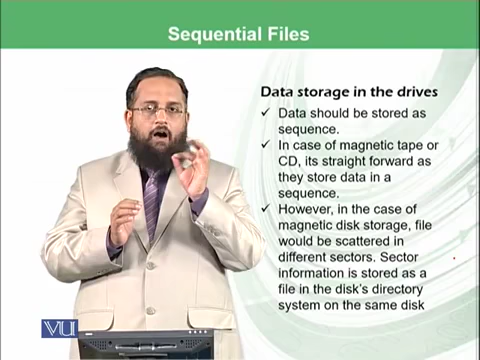 Sequential Files
Data storage in the drives
✓ Data should be stored as
sequence.
✓ In case of magnetic tape or
CD, its straight forward as
they store data in a
sequence.
✓ However, in the case of
magnetic disk storage, file
would be scattered in
different sectors. Sector
information is stored as a
file in the disk's directory
system on the same disk
VU